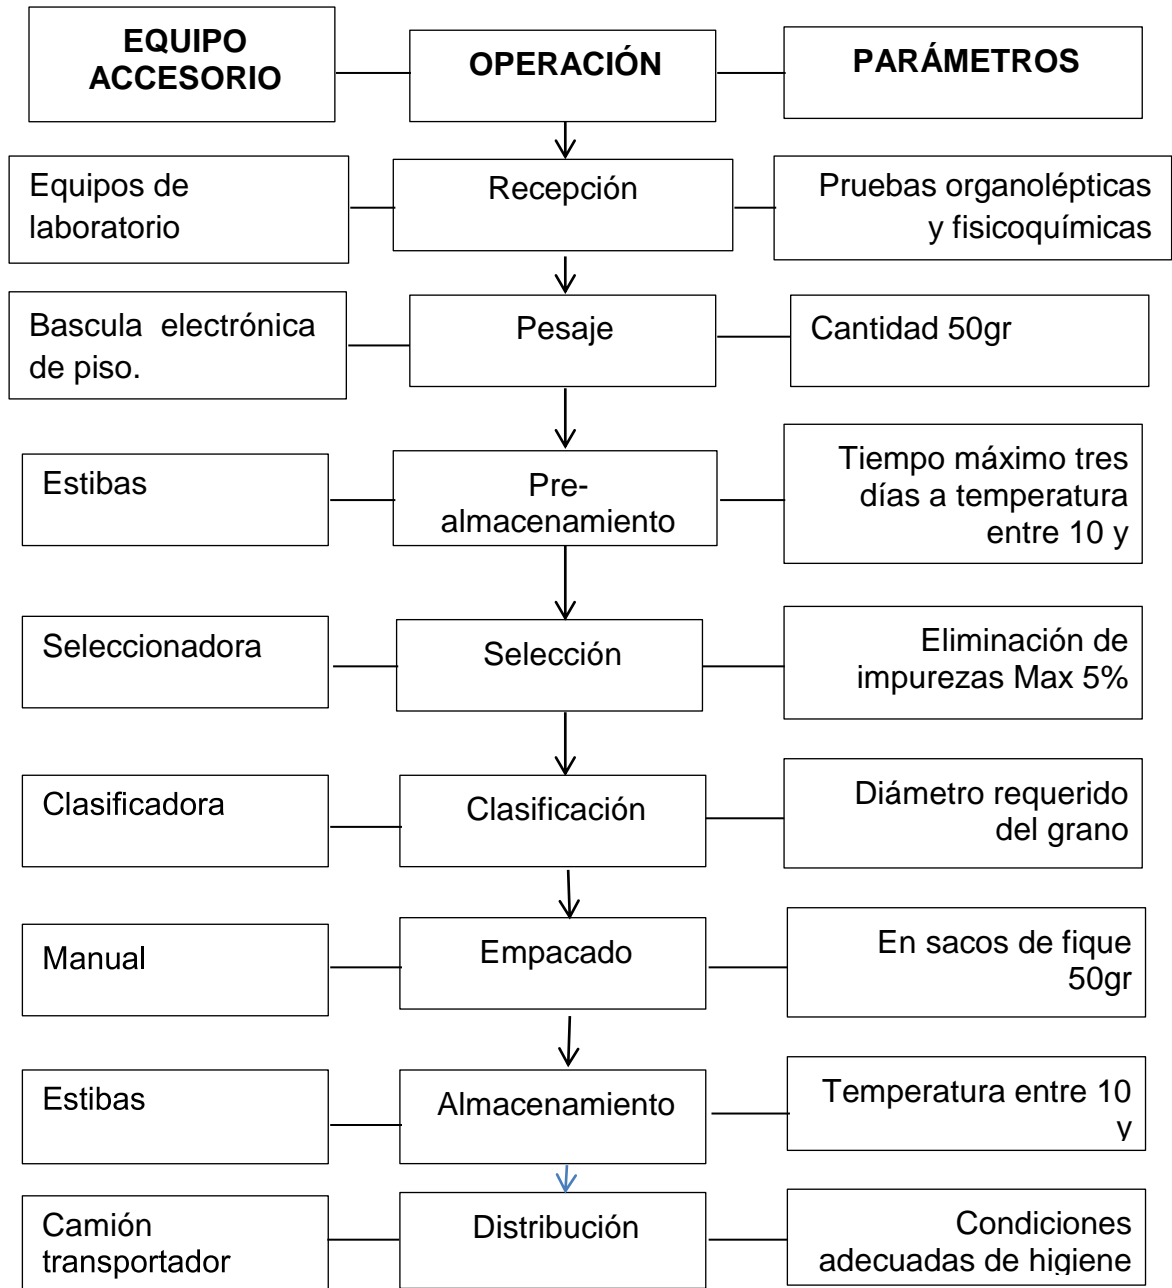 EQUIPO
ACCESORIO
OPERACIÓN
PARÁMETROS
Equipos de
laboratorio
Recepción
Pruebas organolépticas
y fisicoquímicas
Bascula electrónica
de piso.
Pesaje
Cantidad 50gr
Estibas
Pre-
almacenamiento
Tiempo máximo tres
días a temperatura
entre 10 y
Seleccionadora
Selección
Eliminación de
impurezas Max 5%
Clasificadora
Clasificación
Diámetro requerido
del grano
Manual
Empacado
En sacos de fique
50gr
Estibas
Almacenamiento
Temperatura entre 10
y
Camión
transportador
Distribución
Condiciones
adecuadas de higiene